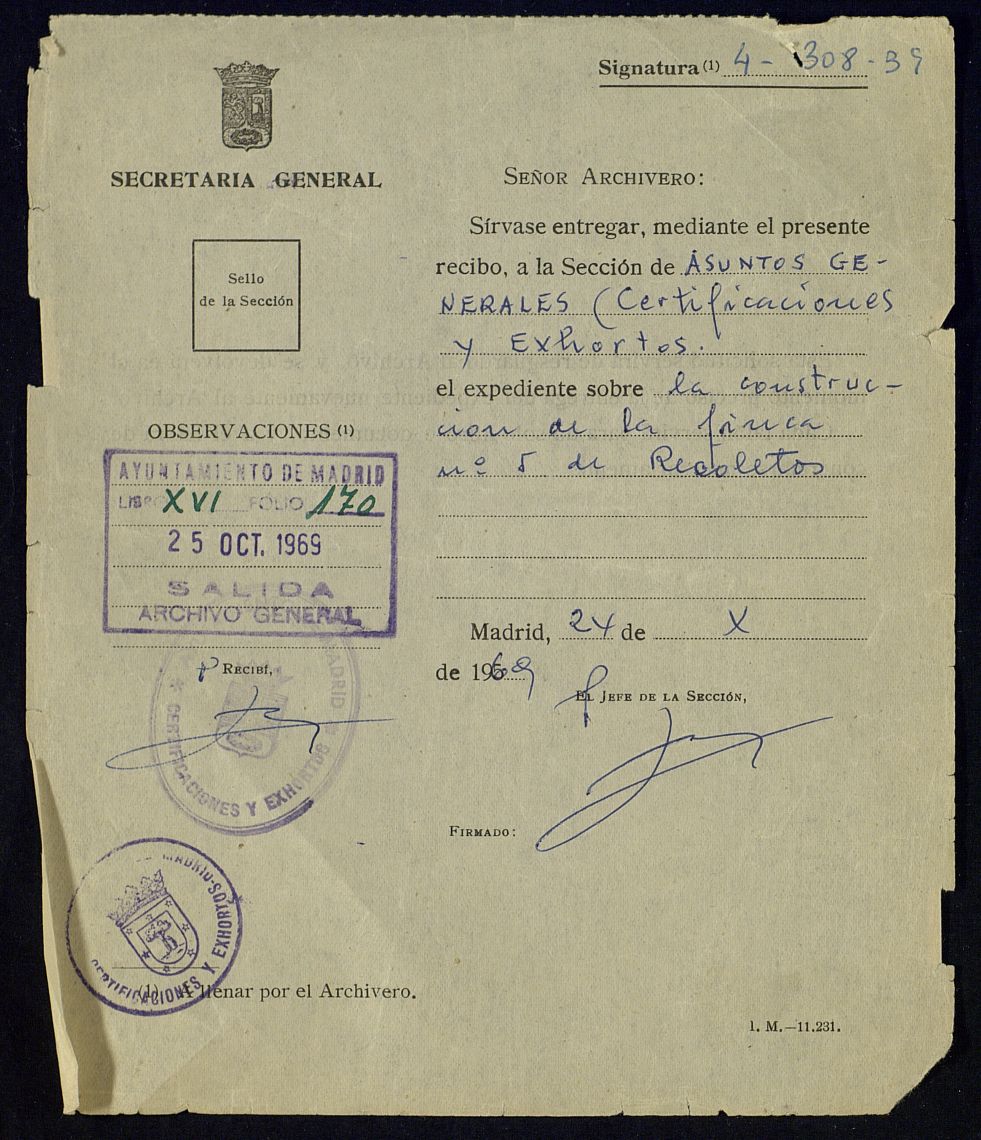 Signatura (1) 4 - 308 - 39
SECRETARIA GENERAL
Sello
de la Sección
OBSERVACIONES (1)
AYUNTAMIENTO DE MADRID
LIBRO XVI FOLIO 170
25 OCT. 1969
SALIDA
ARCHIVO GENERAL
P RECIBÍ,
MADRID
CERTIFICACIONES Y EXHORTOS
SEÑOR ARCHIVERO:
Sírvase entregar, mediante el presente
recibo, a la Sección de ASUNTOS GE-
NERALES (Certificaciones
y Exhortos.
el expediente sobre la construc-
cion de la finca
nº 5 de Recoletos
Madrid, 24 de X
de 1969
P EL JEFE DE LA SECCIÓN,
FIRMADO:
MADRID-
CERTIFICACIONES Y EXHORTOS
(1) A llenar por el Archivero.
1. M.—11.231.